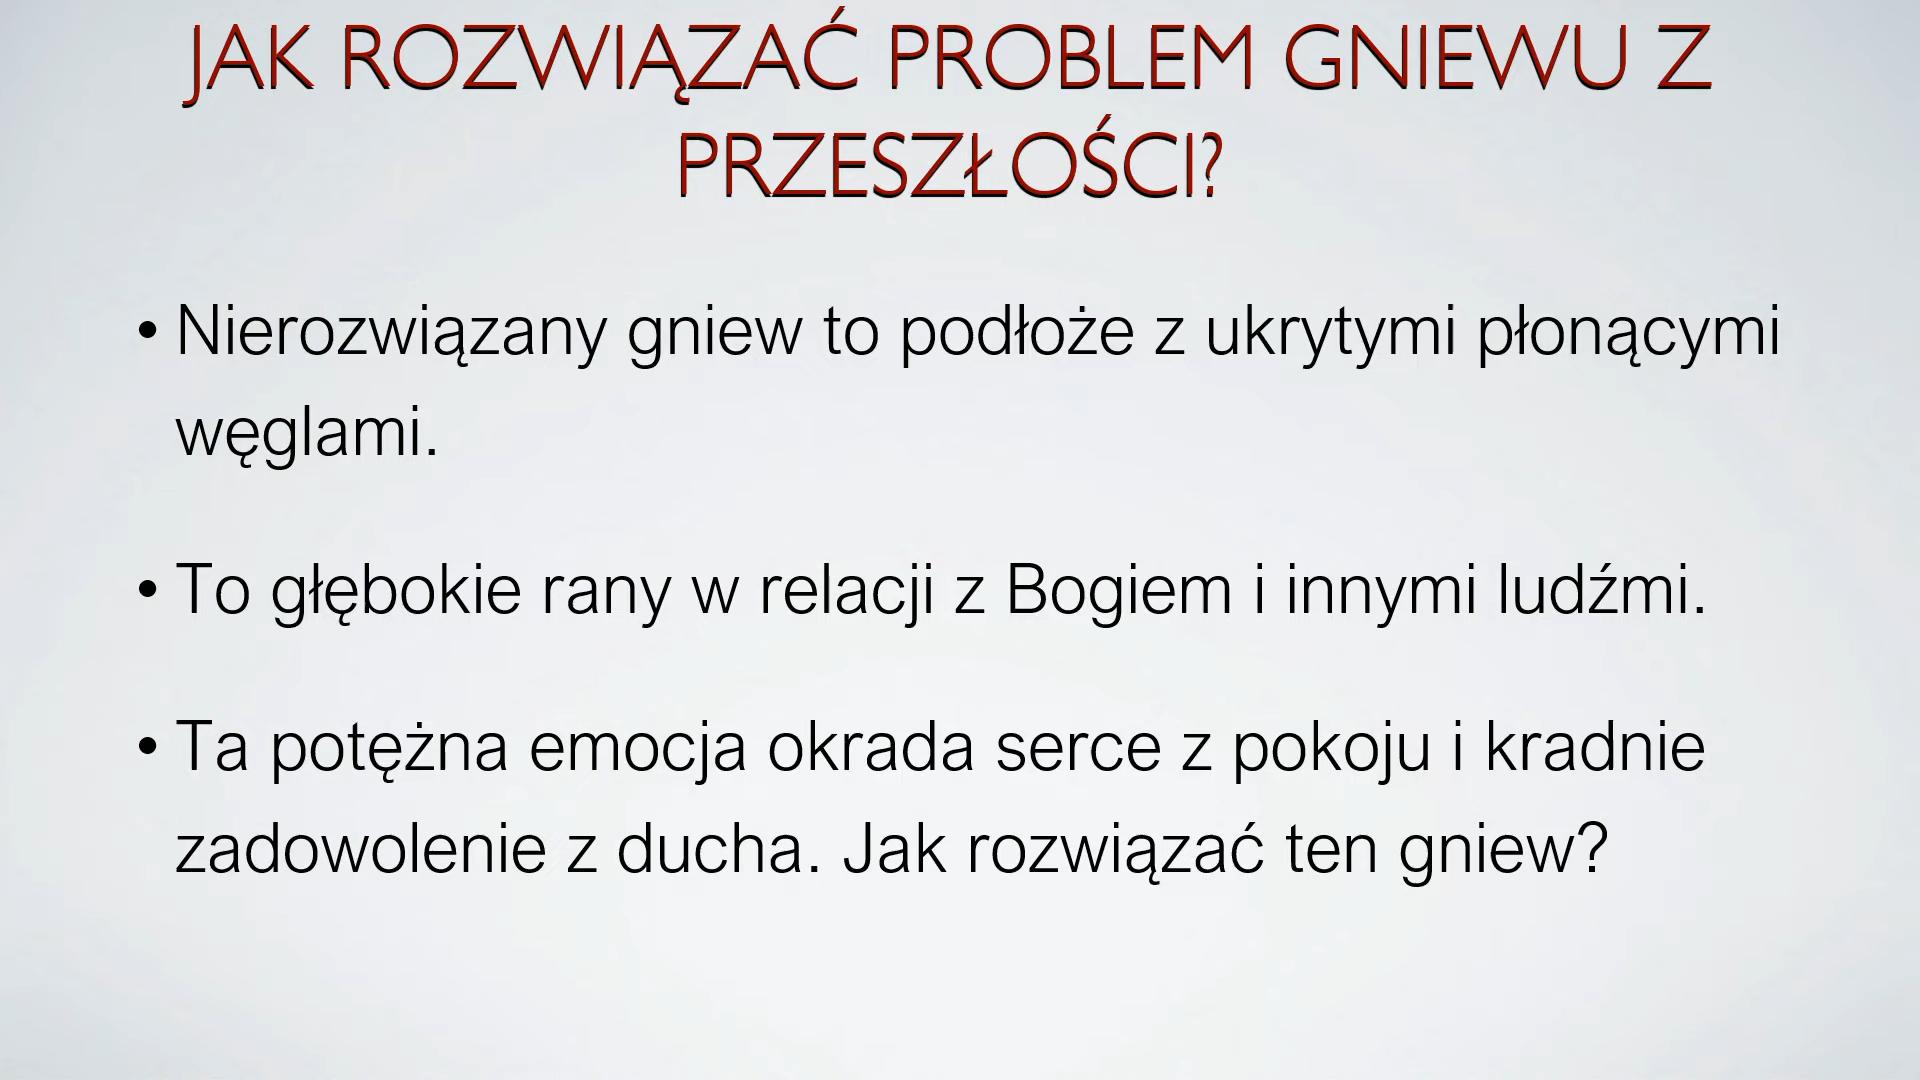 JAK ROZWIĄZAĆ PROBLEM GNIEWU Z
PRZESZŁOŚCI?
• Nierozwiązany gniew to podłoże z ukrytymi płonącymi
węglami.
• To głębokie rany w relacji z Bogiem i innymi ludźmi.
• Ta potężna emocja okrada serce z pokoju i kradnie
zadowolenie z ducha. Jak rozwiązać ten gniew?